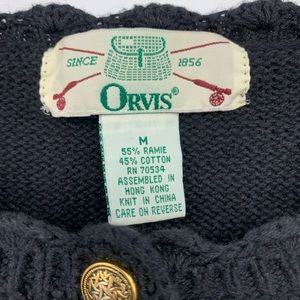 SINCE 1856
ORVIS®
M
55% RAMIE
45% COTTON
RN 70534
ASSEMBLED IN
HONG KONG
KNIT IN CHINA
CARE ON REVERSE